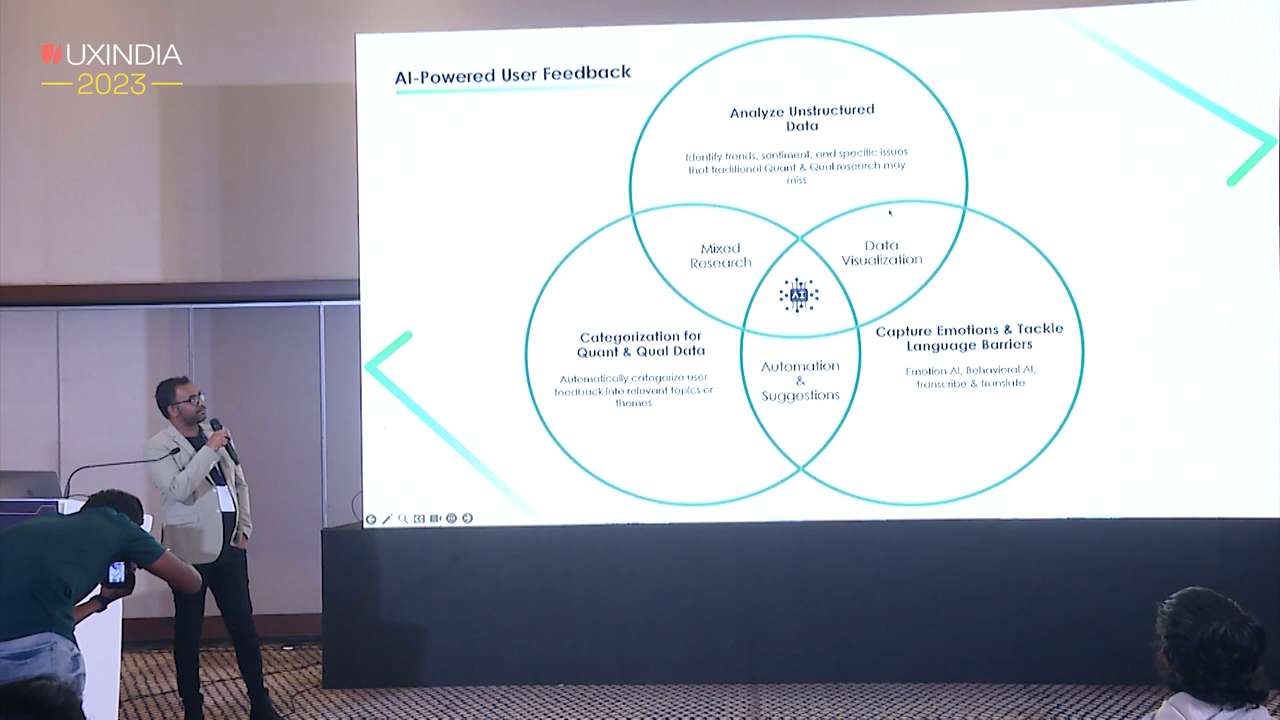 UXINDIA
2023
AI-Powered User Feedback
Analyze Unstructured
Data
Identify trends, sentiment, and specific issues
that traditional Quant & Qual research may
miss
Mixed
Research
Data
Visualization
AI
Categorization for
Quant & Qual Data
Automatically categorize user
feedback into relevant topics or
themes
Capture Emotions & Tackle
Language Barriers
Emotion AI, Behavioral AI,
transcribe & translate
Automation
&
Suggestions